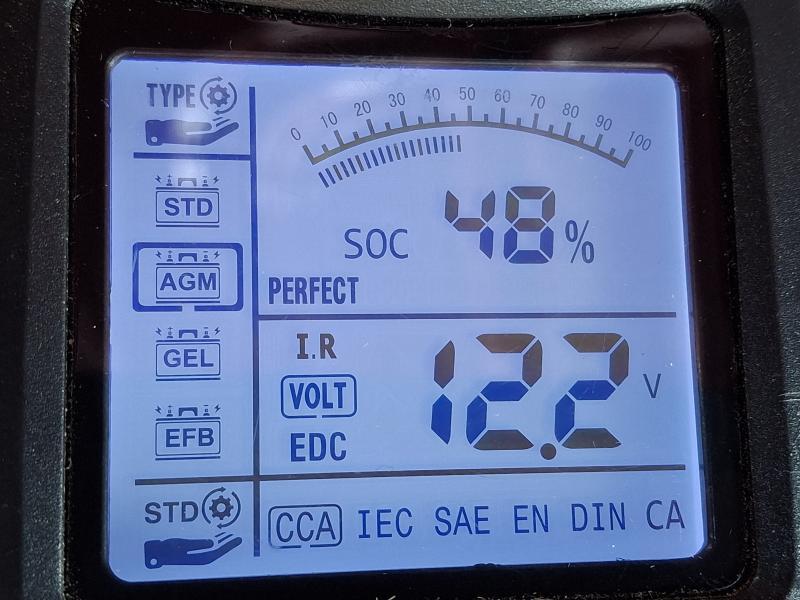 TYPE
0 10 20 30 40 50 60 70 80 90 100
STD
SOC 48%
AGM
PERFECT
GEL
I.R
VOLT 12.2 V
EFB
EDC
STD
CCA IEC SAE EN DIN CA